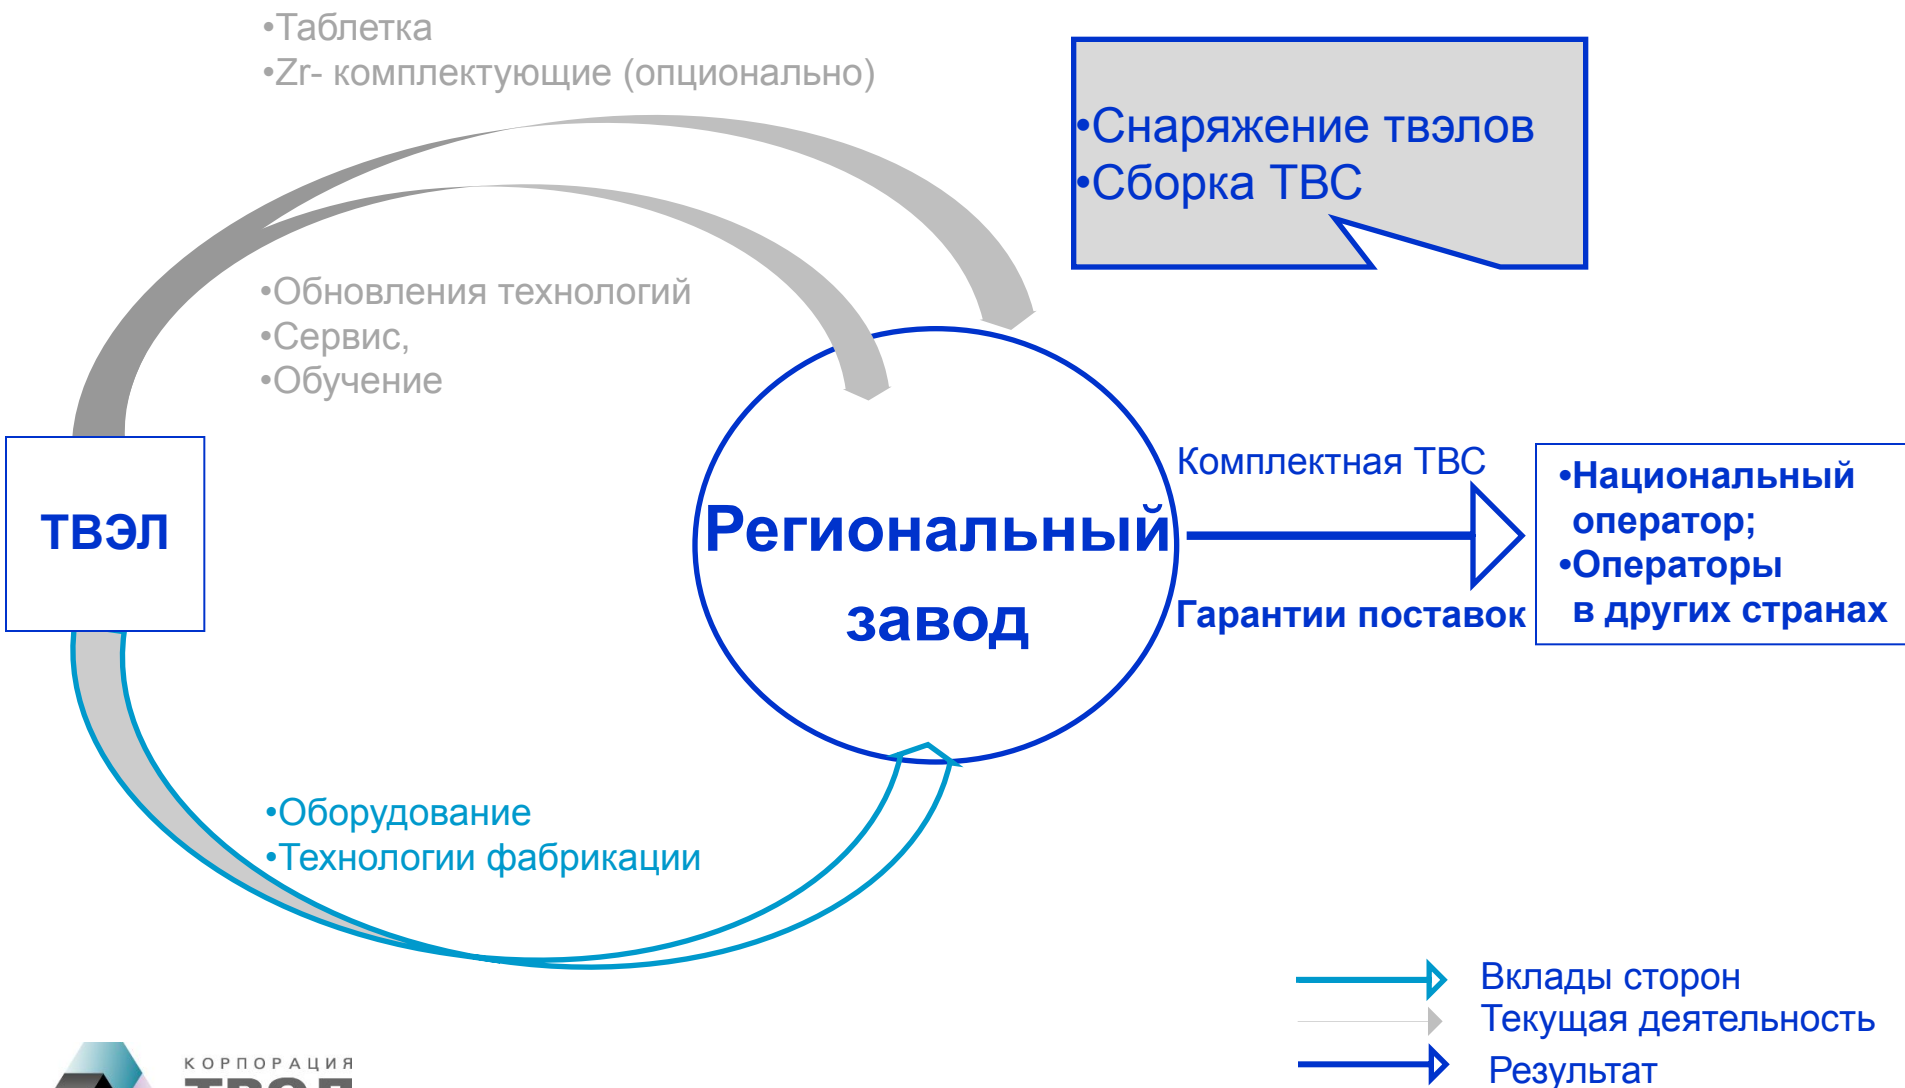 •Таблетка
•Zr- комплектующие (опционально)
•Снаряжение твэлов
•Сборка ТВС
•Обновления технологий
•Сервис,
•Обучение
ТВЭЛ
Региональный
завод
Комплектная ТВС
Гарантии поставок
•Национальный
оператор;
•Операторы
в других странах
•Оборудование
•Технологии фабрикации
Вклады сторон
Текущая деятельность
Результат
КОРПОРАЦИЯ
ТВЭЛ